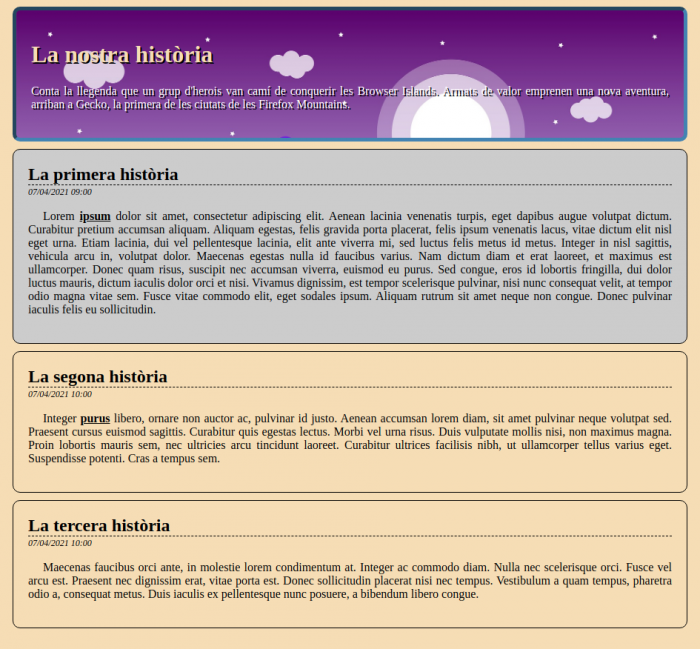 La nostra història
Conta la llegenda que un grup d'herois van camí de conquerir les Browser Islands. Armats de valor emprenen una nova aventura,
arriban a Gecko, la primera de les ciutats de les Firefox Mountains.
La primera història
07/04/2021 09:00
Lorem ipsum dolor sit amet, consectetur adipiscing elit. Aenean lacinia venenatis turpis, eget dapibus augue volutpat dictum.
Curabitur pretium accumsan aliquam. Aliquam egestas, felis gravida porta placerat, felis ipsum venenatis lacus, vitae dictum elit nisl
eget urna. Etiam lacinia, dui vel pellentesque lacinia, elit ante viverra mi, sed luctus felis metus id metus. Integer in nisl sagittis,
vehicula arcu in, volutpat dolor. Maecenas egestas nulla id faucibus varius. Nam dictum diam et erat laoreet, et maximus est
ullamcorper. Donec quam risus, suscipit nec accumsan viverra, euismod eu purus. Sed congue, eros id lobortis fringilla, dui dolor
luctus mauris, dictum iaculis dolor orci et nisi. Vivamus dignissim, est tempor scelerisque pulvinar, nisi nunc consequat velit, at tempor
odio magna vitae sem. Fusce vitae commodo elit, eget sodales ipsum. Aliquam rutrum sit amet neque non congue. Donec pulvinar
iaculis felis eu sollicitudin.
La segona història
07/04/2021 10:00
Integer purus libero, ornare non auctor ac, pulvinar id justo. Aenean accumsan lorem diam, sit amet pulvinar neque volutpat sed.
Praesent cursus euismod sagittis. Curabitur quis egestas lectus. Morbi vel urna risus. Duis vulputate mollis nisi, non maximus magna.
Proin lobortis mauris sem, nec ultricies arcu tincidunt laoreet. Curabitur ultrices facilisis nibh, ut ullamcorper tellus varius eget.
Suspendisse potenti. Cras a tempus sem.
La tercera història
07/04/2021 10:00
Maecenas faucibus orci ante, in molestie lorem condimentum at. Integer ac commodo diam. Nulla nec scelerisque orci. Fusce vel
arcu est. Praesent nec dignissim erat, vitae porta est. Donec sollicitudin placerat nisi nec tempus. Vestibulum a quam tempus, pharetra
odio a, consequat metus. Duis iaculis ex pellentesque nunc posuere, a bibendum libero congue.